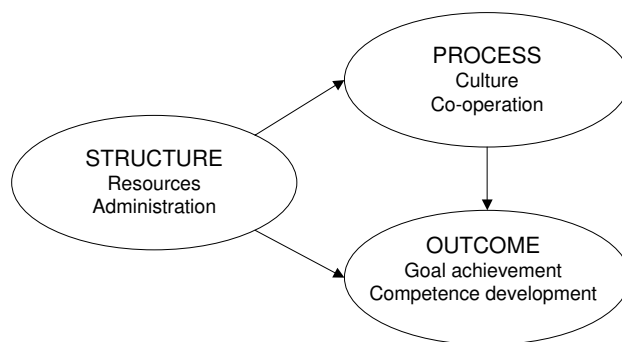 PROCESS
Culture
Co-operation
STRUCTURE
Resources
Administration
OUTCOME
Goal achievement
Competence development